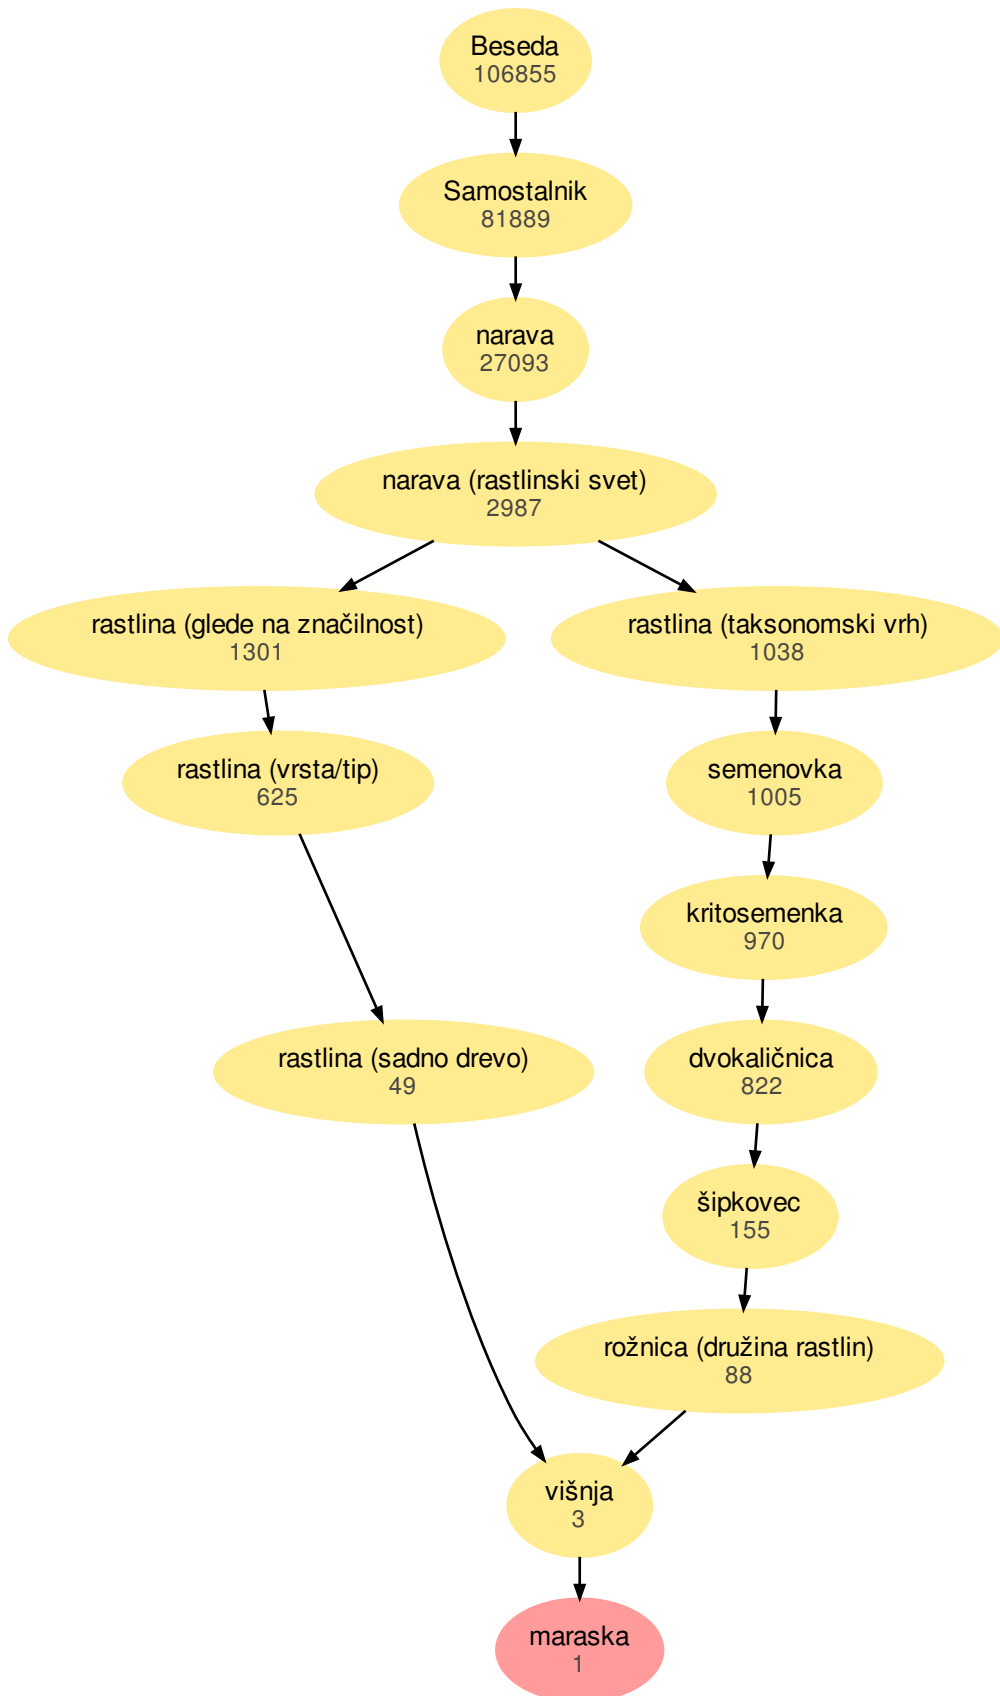 Beseda
106855
Samostalnik
81889
narava
27093
narava (rastlinski svet)
2987
rastlina (glede na značilnost)
1301
rastlina (taksonomski vrh)
1038
rastlina (vrsta/tip)
625
semenovka
1005
kritosemenka
970
rastlina (sadno drevo)
49
dvokaličnica
822
šipkovec
155
rožnica (družina rastlin)
88
višnja
3
maraska
1